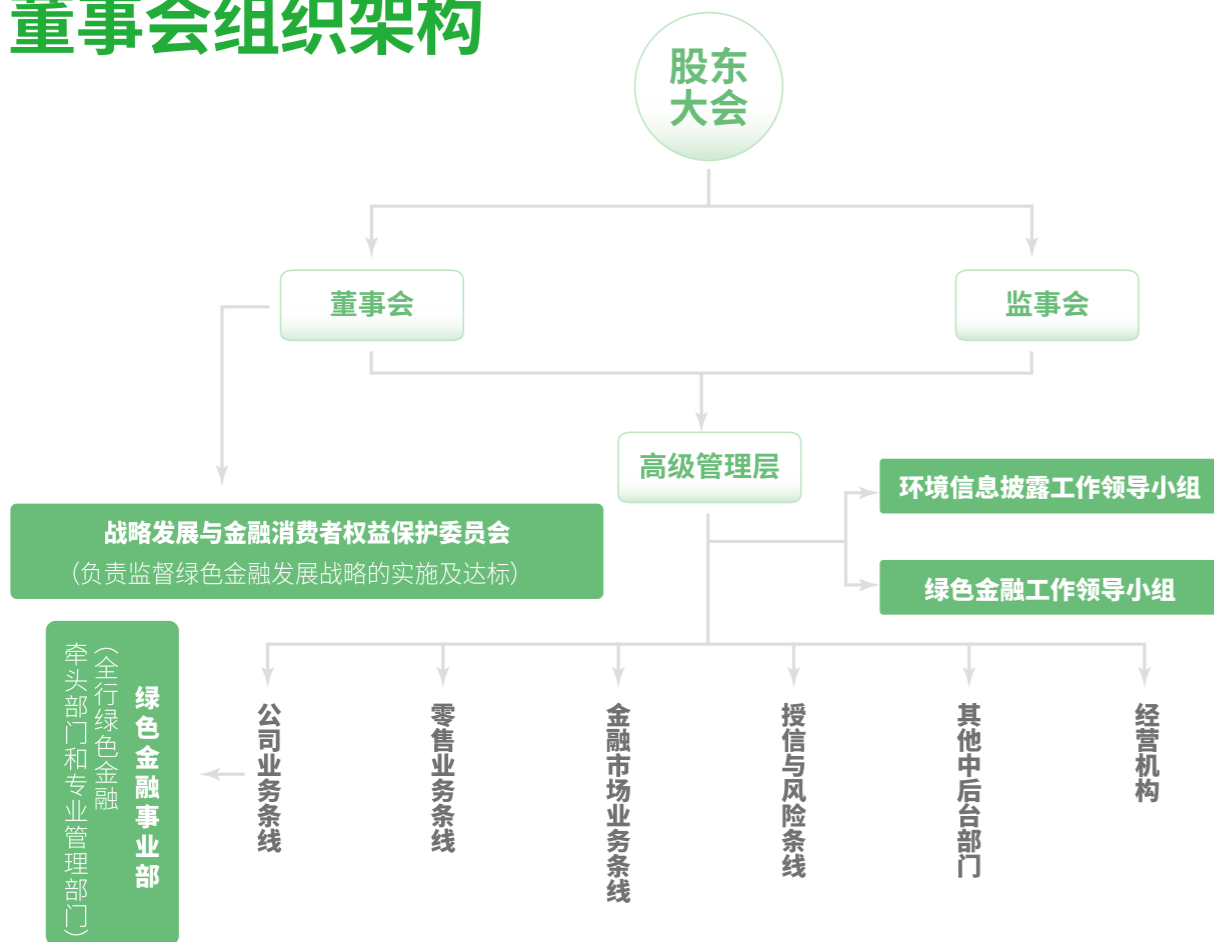 董事会组织架构
股东
大会
董事会
监事会
高级管理层
环境信息披露工作领导小组
战略发展与金融消费者权益保护委员会
（负责监督绿色金融发展战略的实施及达标）
绿色金融工作领导小组
绿色金融事业部
（全行绿色金融
牵头部门和专业管理部门）
公司业务条线
零售业务条线
金融市场业务条线
授信与风险条线
其他中后台部门
经营机构